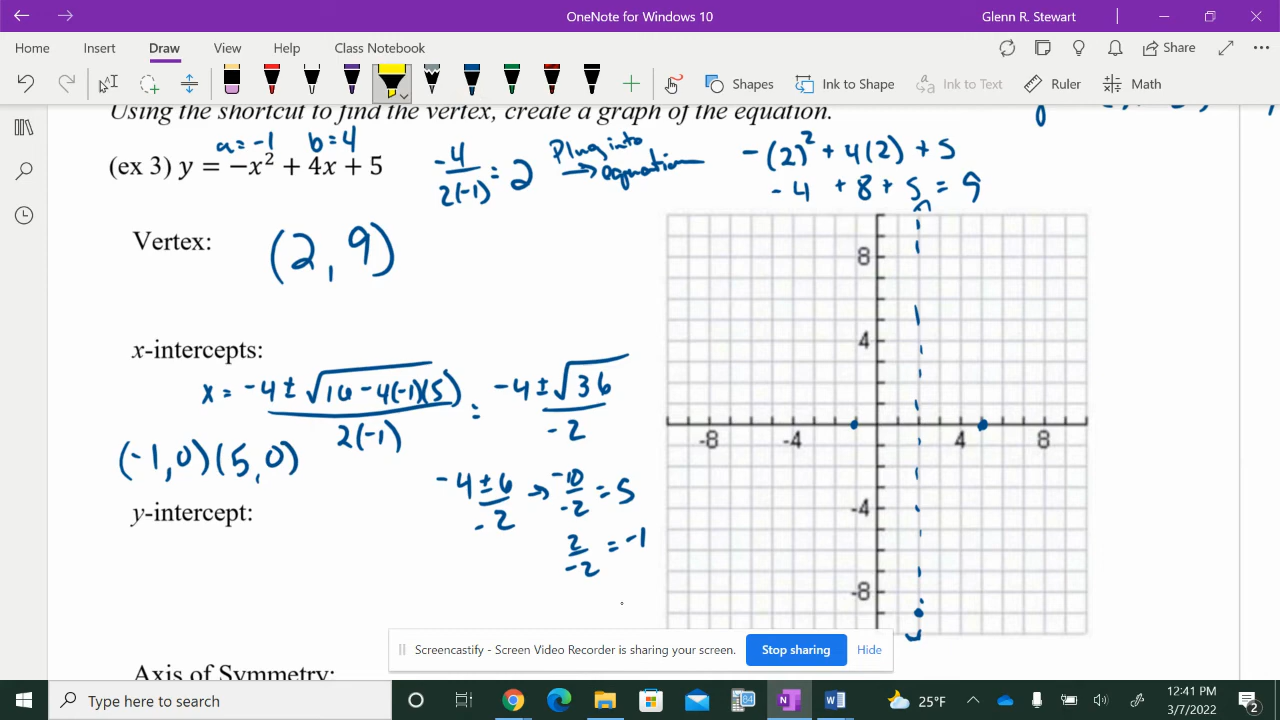 OneNote for Windows 10
Glenn R. Stewart
Home Insert Draw View Help Class Notebook
Share
Shapes Ink to Shape Ink to Text Ruler Math
Using the shortcut to find the vertex, create a graph of the equation.
a=-1 b=4
(ex 3) y = −x² + 4x + 5
-4/2(-1) = 2
Plug into
→ equation
-(2)² + 4(2) + 5
-4 + 8 + 5 = 9
Vertex: (2, 9)
x-intercepts:
x = -4 ± √16 - 4(-1)(5) / 2(-1) = -4 ± √36 / -2
(-1, 0) (5, 0)
-4 ± 6 / -2 → -10/-2 = 5
2/-2 = -1
y-intercept:
8
4
-8 -4 4 8
-4
-8
Screencastify - Screen Video Recorder is sharing your screen. Stop sharing Hide
Axis of Symmetry:
Type here to search
84
25°F
12:41 PM
3/7/2022
2